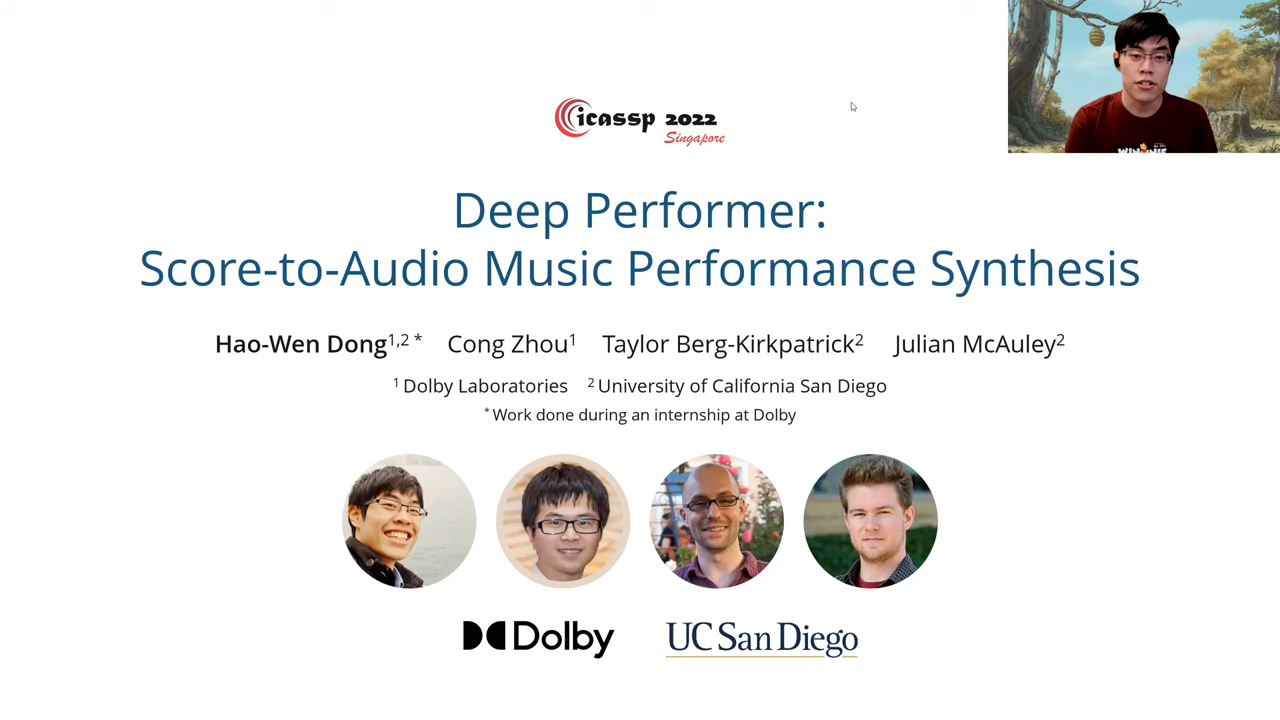 icassp 2022
Singapore
Deep Performer:
Score-to-Audio Music Performance Synthesis
Hao-Wen Dong1,2 * Cong Zhou1 Taylor Berg-Kirkpatrick2 Julian McAuley2
1 Dolby Laboratories 2 University of California San Diego
* Work done during an internship at Dolby
Dolby UC San Diego